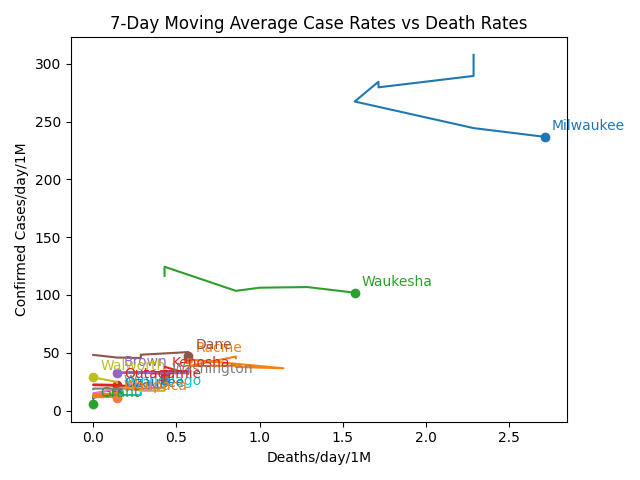 7-Day Moving Average Case Rates vs Death Rates
Confirmed Cases/day/1M
300
250
200
150
100
50
0
Milwaukee
Waukesha
Dane
Racine
Brown
Kenosha
Walworth
Washington
Outagamie
0.0
0.5
1.0
1.5
2.0
2.5
Deaths/day/1M